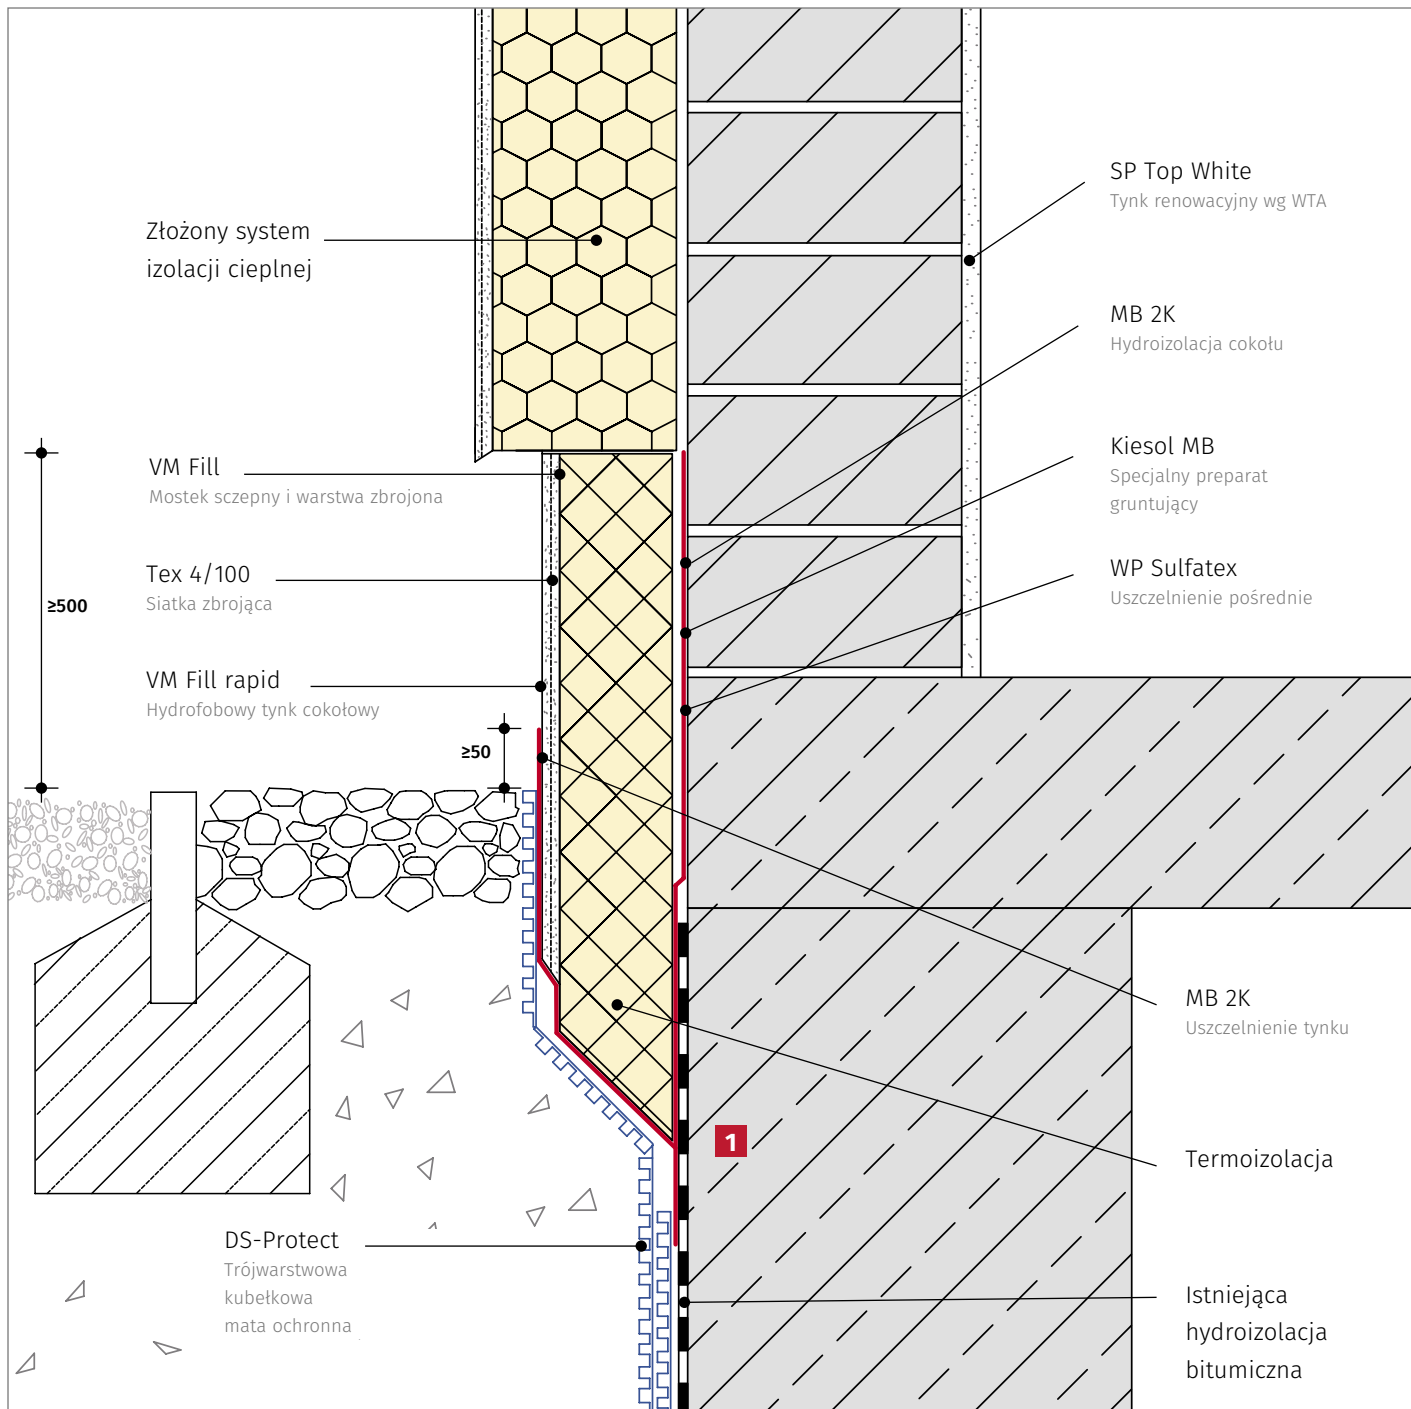 Złożony system
izolacji cieplnej
VM Fill
Mostek sczepny i warstwa zbrojona
Tex 4/100
Siatka zbrojąca
≥500
VM Fill rapid
Hydrofobowy tynk cokołowy
≥50
DS-Protect
Trójwarstwowa
kubełkowa
mata ochronna
SP Top White
Tynk renowacyjny wg WTA
MB 2K
Hydroizolacja cokołu
Kiesol MB
Specjalny preparat
gruntujący
WP Sulfatex
Uszczelnienie pośrednie
MB 2K
Uszczelnienie tynku
1
Termoizolacja
Istniejąca
hydroizolacja
bitumiczna